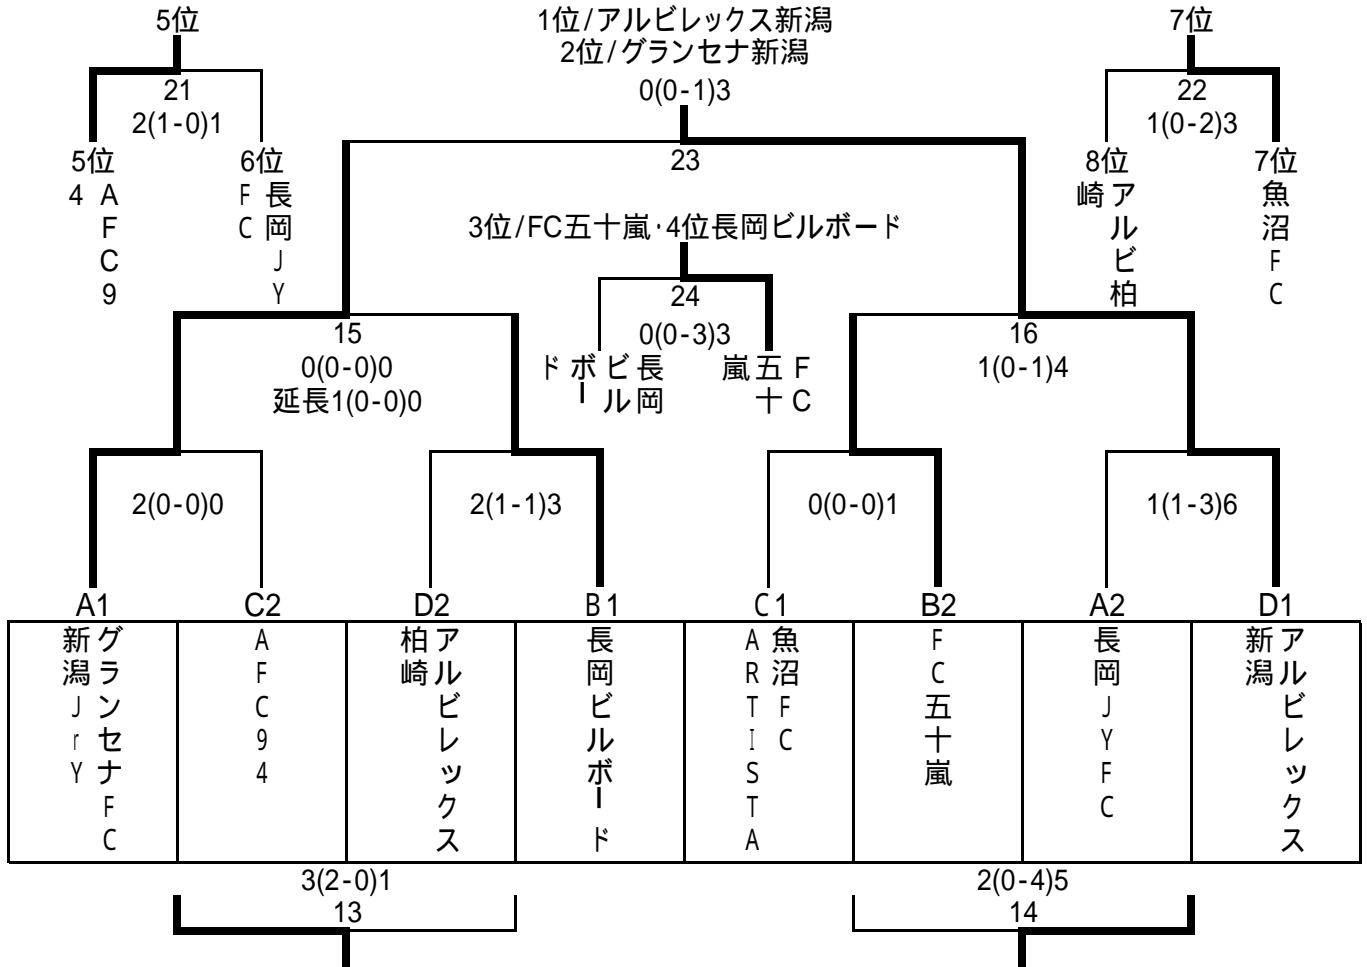 5位
1位/アルビレックス新潟
7位
2位/グランセナ新潟
21
0(0-1)3
22
2(1-0)1
1(0-2)3
23
5位
AFC9
4
6位
長岡JY
FC
8位
アルビ柏
崎
7位
魚沼FC
3位/FC五十嵐・4位長岡ビルボード
24
0(0-3)3
長岡
ビル
ボー
ド
FC
五十
嵐
15
0(0-0)0
延長1(0-0)0
16
1(0-1)4
2(0-0)0
2(1-1)3
0(0-0)1
1(1-3)6
A1
C2
D2
B1
C1
B2
A2
D1
グランセナFC
新潟JrY
AFC94
アルビレックス
柏崎
長岡ビルボード
魚沼FC
ARTISTA
FC五十嵐
長岡JYFC
アルビレックス
新潟
3(2-0)1
2(0-4)5
13
14